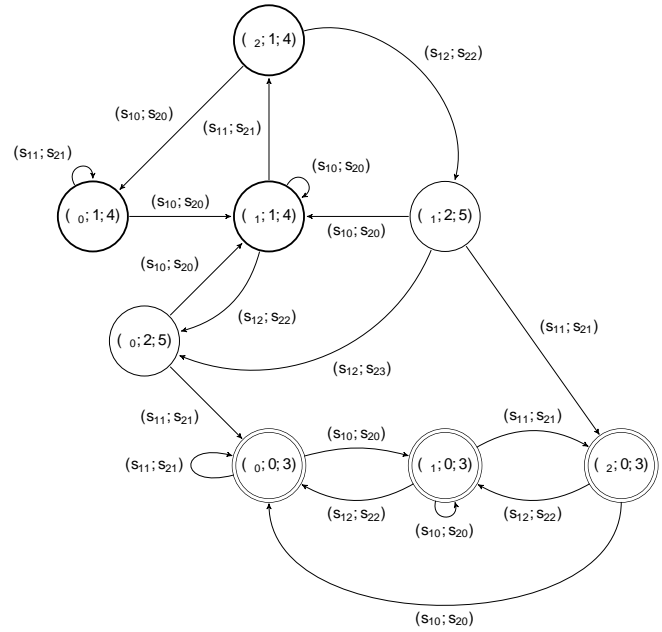 ( ₂;1;4)
(s₁₂;s₂₂)
(s₁₀;s₂₀)
(s₁₁;s₂₁)
(s₁₁;s₂₁)
(s₁₀;s₂₀)
(s₁₀;s₂₀)
( ₀;1;4)
( ₁;1;4)
( ₁;2;5)
(s₁₀;s₂₀)
(s₁₀;s₂₀)
(s₁₂;s₂₂)
(s₁₁;s₂₁)
( ₀;2;5)
(s₁₂;s₂₃)
(s₁₁;s₂₁)
(s₁₁;s₂₁)
(s₁₀;s₂₀)
(s₁₁;s₂₁)
( ₀;0;3)
( ₁;0;3)
( ₂;0;3)
(s₁₂;s₂₂)
(s₁₂;s₂₂)
(s₁₀;s₂₀)
(s₁₀;s₂₀)